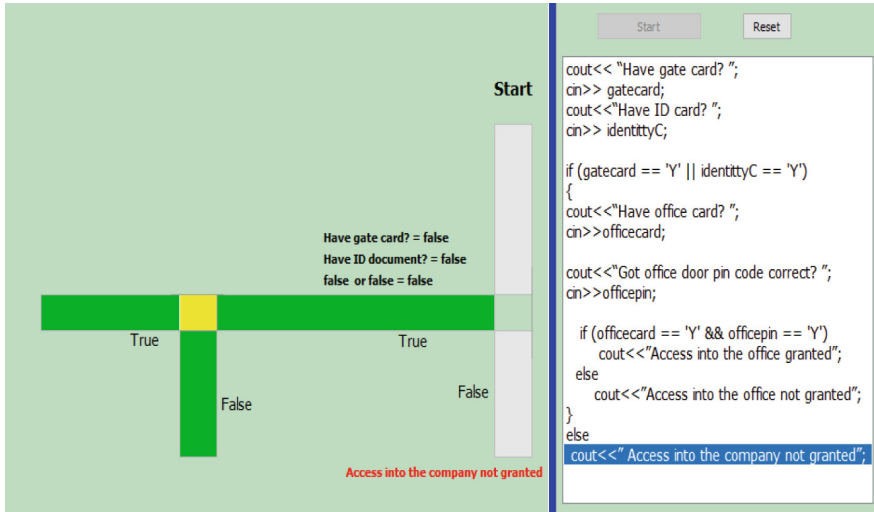 Start
Have gate card? = false
Have ID document? = false
false or false = false
True
True
False
False
Access into the company not granted
Start
Reset
cout<< “Have gate card? ”;
cin>> gatecard;
cout<<“Have ID card? ”;
cin>> identittyC;
if (gatecard == 'Y' || identittyC == 'Y')
{
cout<<“Have office card? ”;
cin>>officecard;
cout<<“Got office door pin code correct? ”;
cin>>officepin;
if (officecard == 'Y' && officepin == 'Y')
cout<<”Access into the office granted”;
else
cout<<”Access into the office not granted”;
}
else
cout<<” Access into the company not granted”;